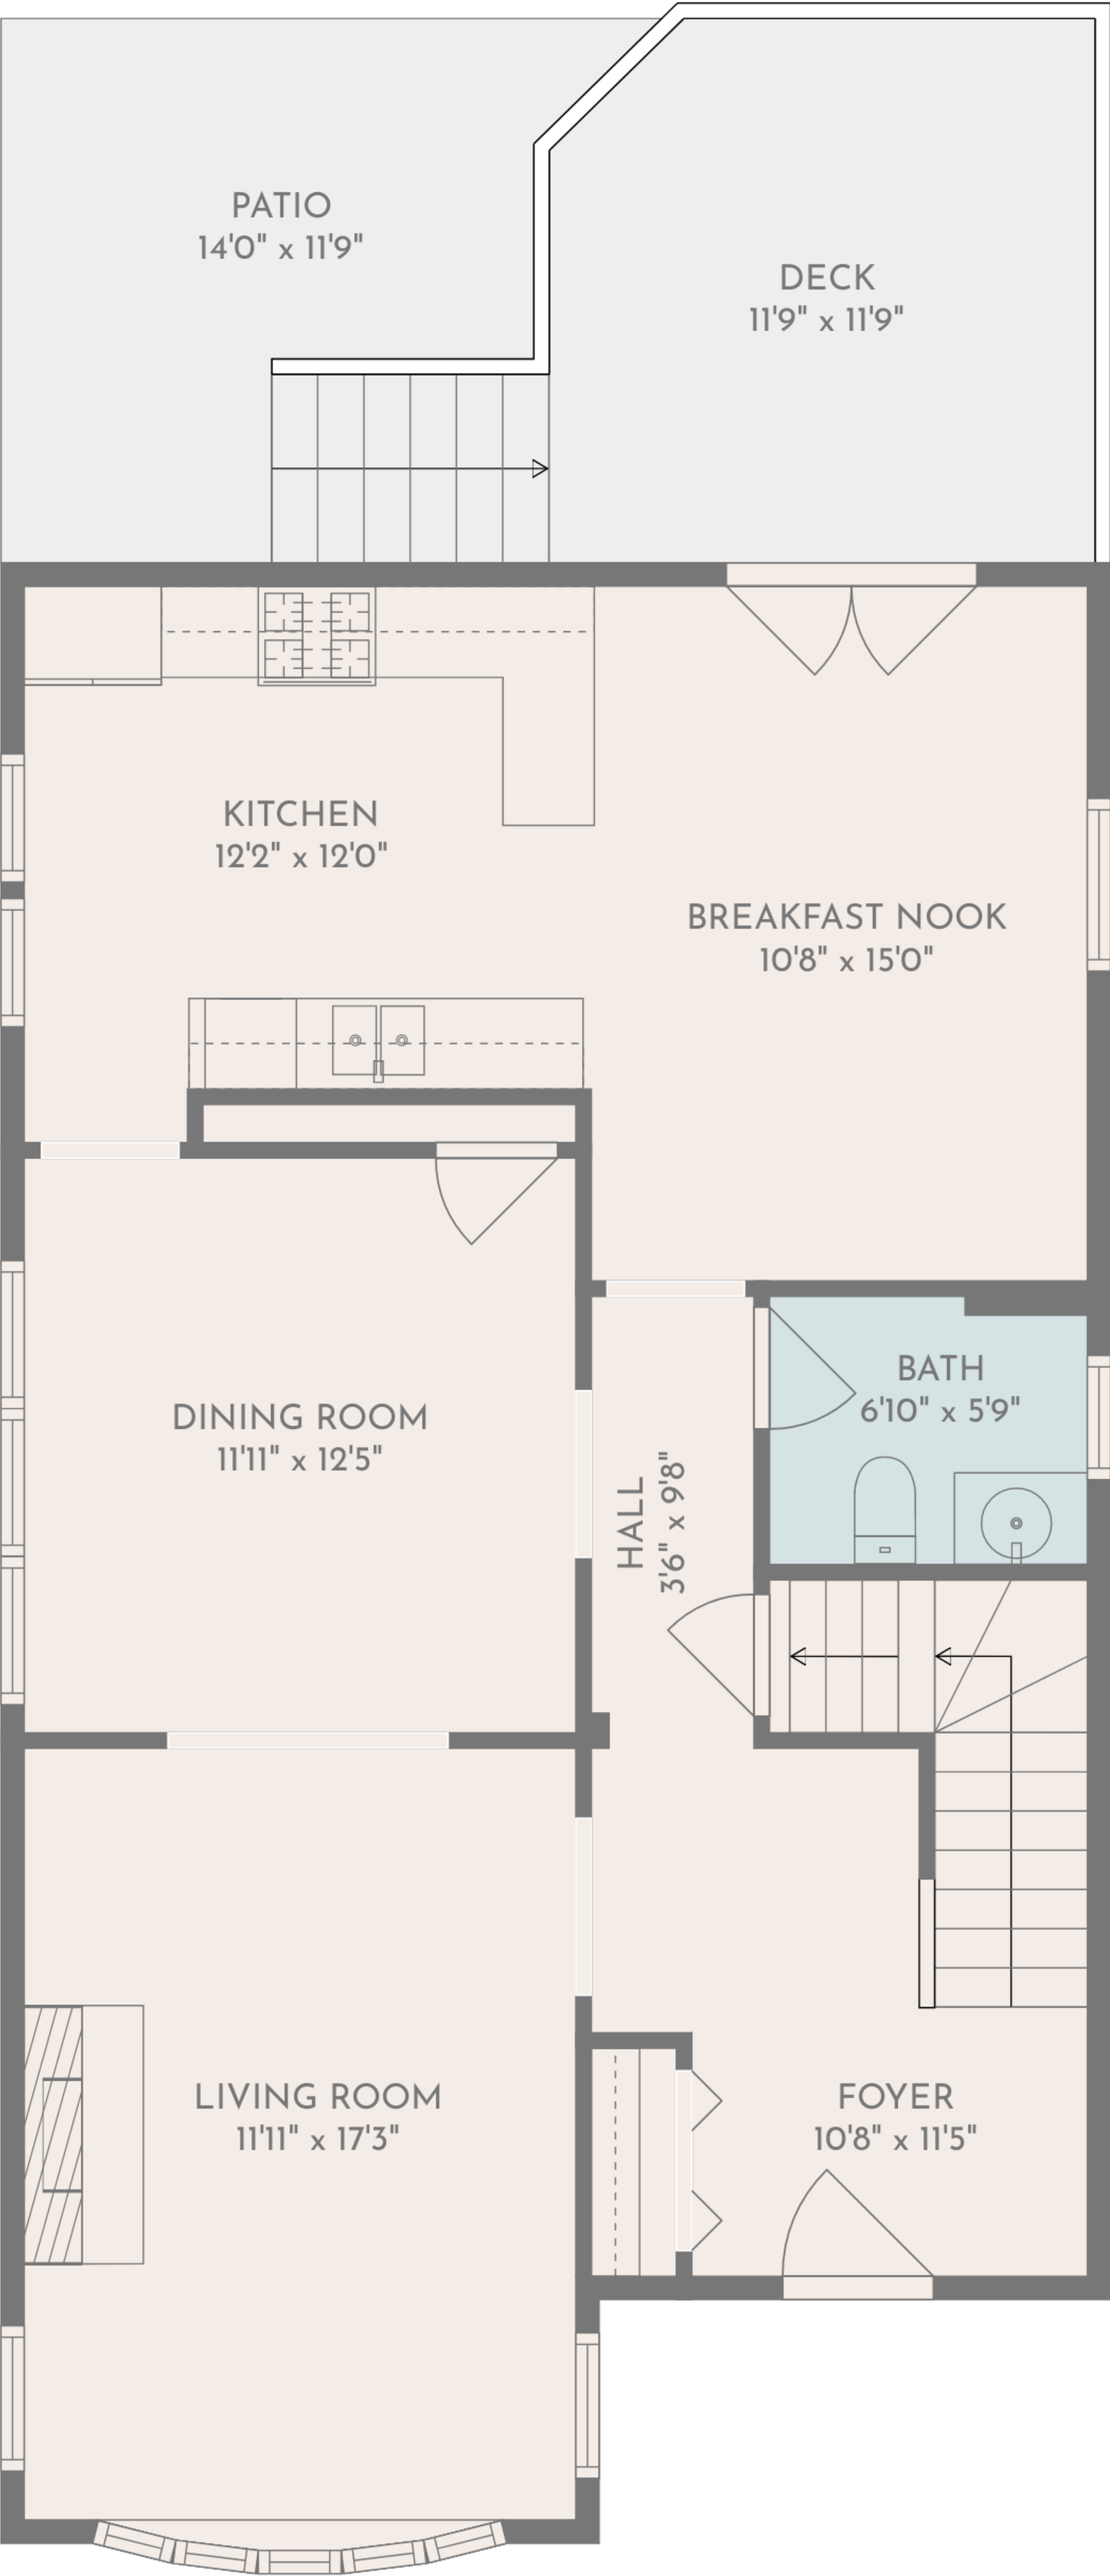 PATIO
14'0" x 11'9"
DECK
11'9" x 11'9"
KITCHEN
12'2" x 12'0"
BREAKFAST NOOK
10'8" x 15'0"
DINING ROOM
11'11" x 12'5"
BATH
6'10" x 5'9"
HALL
3'6" x 9'8"
LIVING ROOM
11'11" x 17'3"
FOYER
10'8" x 11'5"